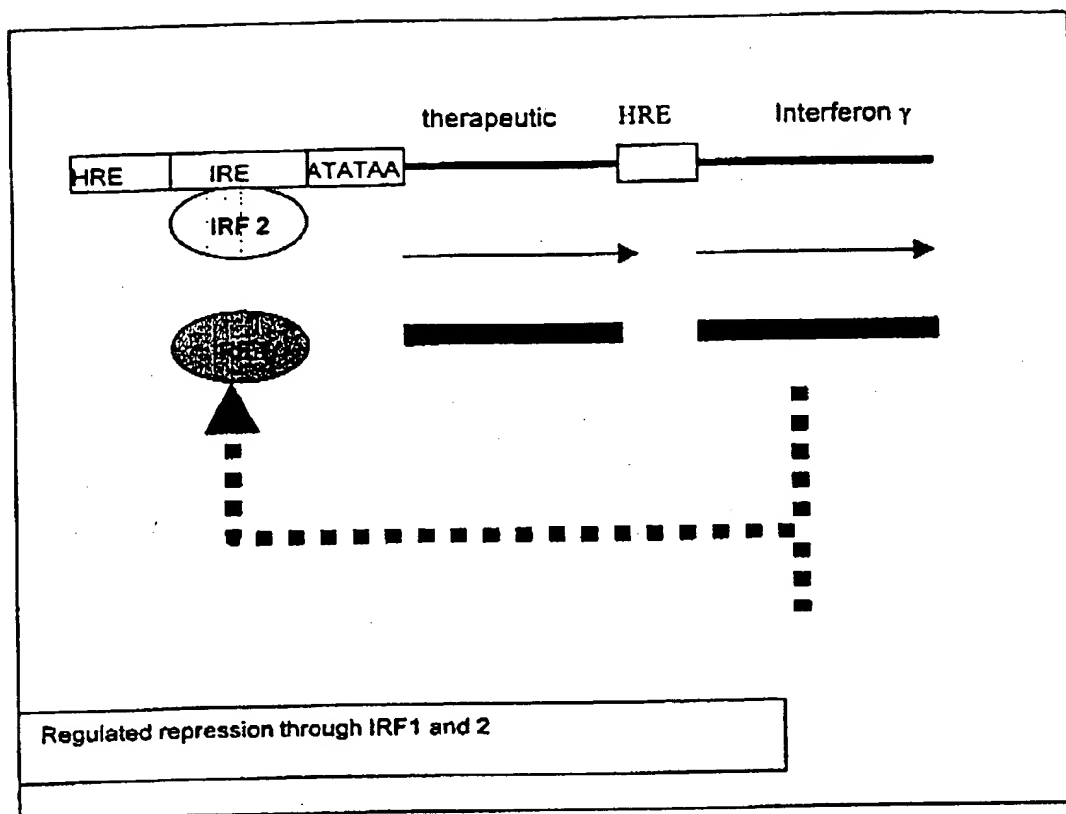 therapeutic HRE Interferon γ
HRE IRE ATATAA
IRF 2
Regulated repression through IRF1 and 2